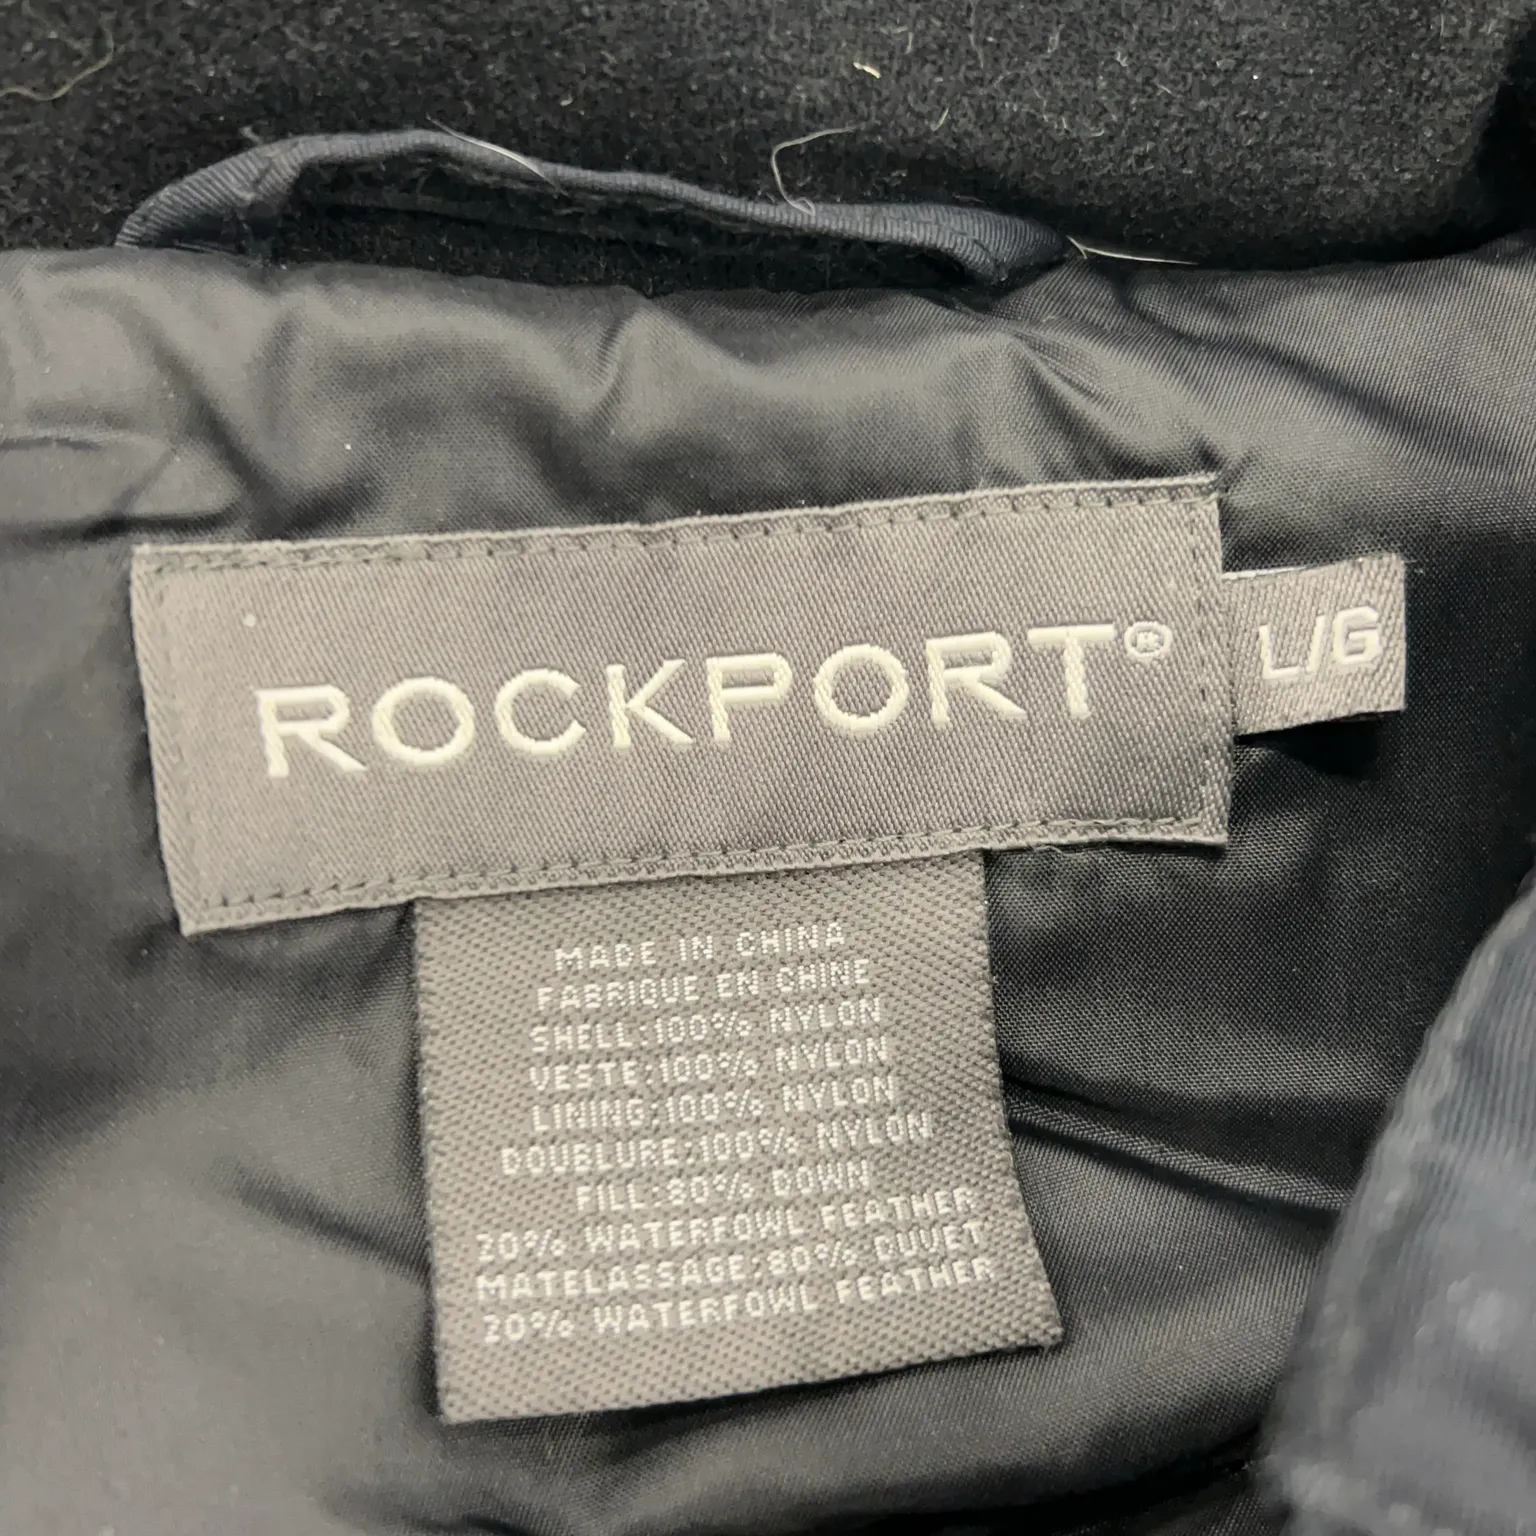 ROCKPORT®
L/G
MADE IN CHINA
FABRIQUE EN CHINE
SHELL:100% NYLON
VESTE:100% NYLON
LINING:100% NYLON
DOUBLURE:100% NYLON
FILL:80% DOWN
20% WATERFOWL FEATHER
MATELASSAGE:80% DUVET
20% WATERFOWL FEATHER